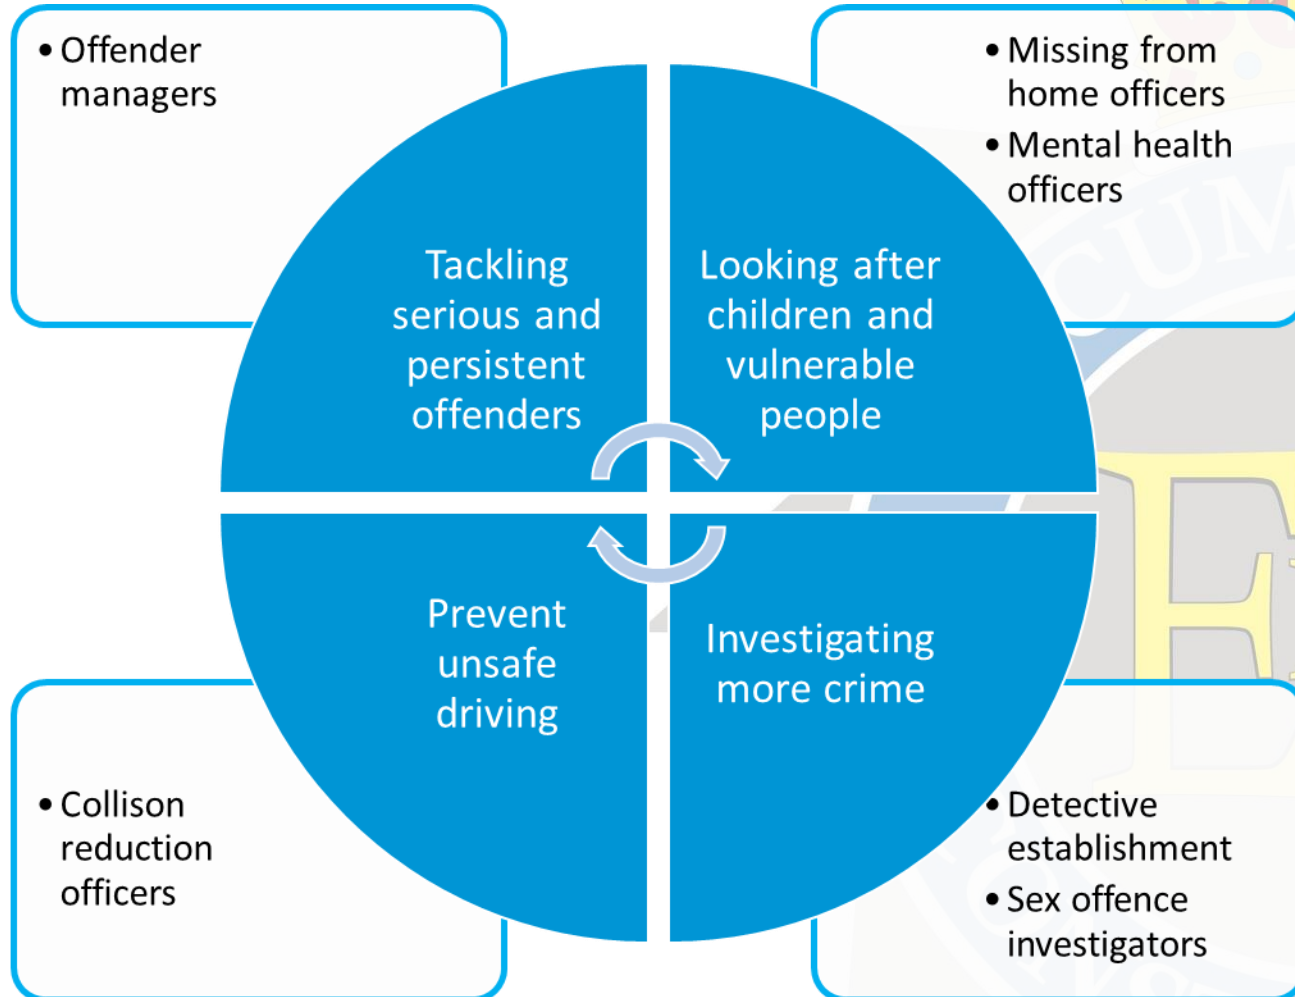 • Offender
managers
• Missing from
home officers
• Mental health
officers
Tackling
serious and
persistent
offenders
Looking after
children and
vulnerable
people
Prevent
unsafe
driving
Investigating
more crime
• Collison
reduction
officers
• Detective
establishment
• Sex offence
investigators